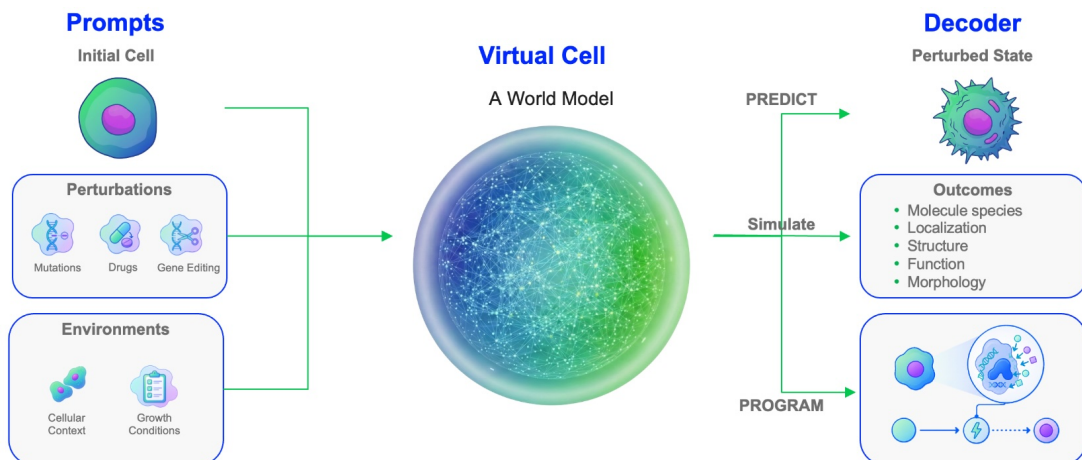 Prompts
Initial Cell
Perturbations
Mutations
Drugs
Gene Editing
Environments
Cellular
Context
Growth
Conditions
Virtual Cell
A World Model
PREDICT
Simulate
PROGRAM
Decoder
Perturbed State
Outcomes
• Molecule species
• Localization
• Structure
• Function
• Morphology